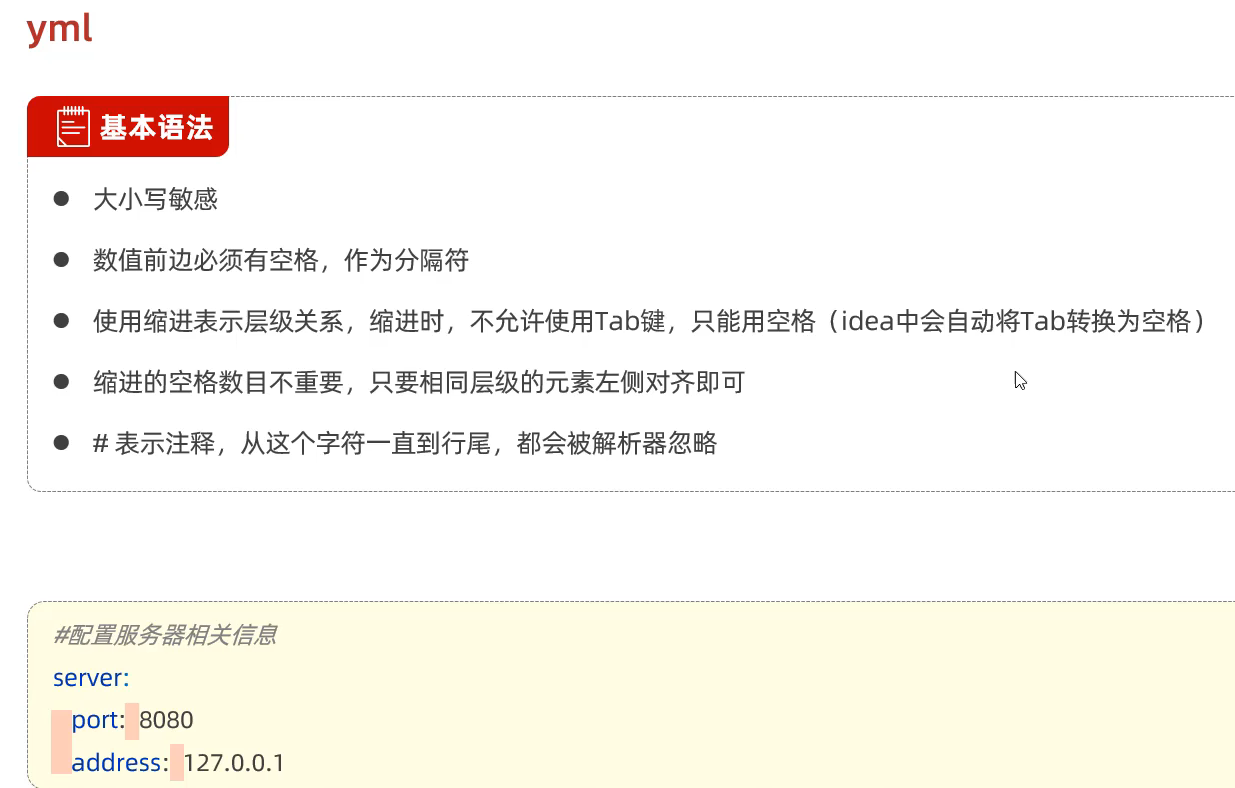 yml
基本语法
大小写敏感
数值前边必须有空格，作为分隔符
使用缩进表示层级关系，缩进时，不允许使用Tab键，只能用空格（idea中会自动将Tab转换为空格）
缩进的空格数目不重要，只要相同层级的元素左侧对齐即可
# 表示注释，从这个字符一直到行尾，都会被解析器忽略
#配置服务器相关信息
server:
port: 8080
address: 127.0.0.1